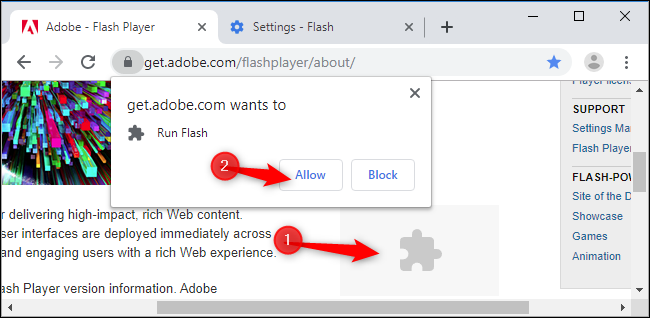 Adobe - Flash Player
Settings - Flash
get.adobe.com/flashplayer/about/
get.adobe.com wants to
Run Flash
2
Allow
Block
1
r delivering high-impact, rich Web content.
ser interfaces are deployed immediately across
and engaging users with a rich Web experience.
ash Player version information. Adobe
SUPPORT
Settings Ma
Flash Player
FLASH-POW
Site of the D
Showcase
Games
Animation